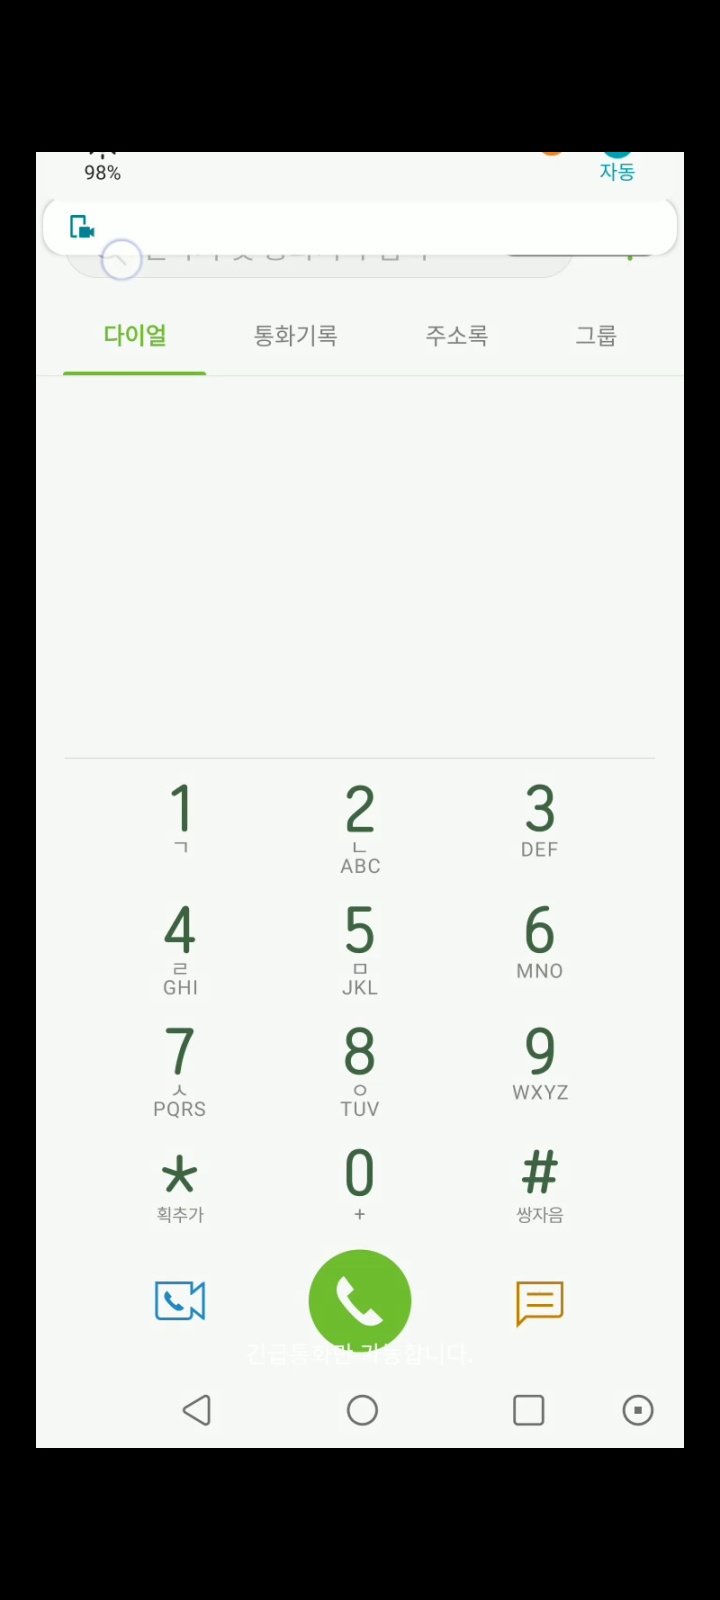 98%
자동
다이얼 통화기록 주소록 그룹
1 2 3
ㄱ ㄴ DEF
ABC
4 5 6
ㄹ ㅁ MNO
GHI JKL
7 8 9
ㅅ ㅇ WXYZ
PQRS TUV
* 0 #
획추가 + 쌍자음
긴급통화만 가능합니다.